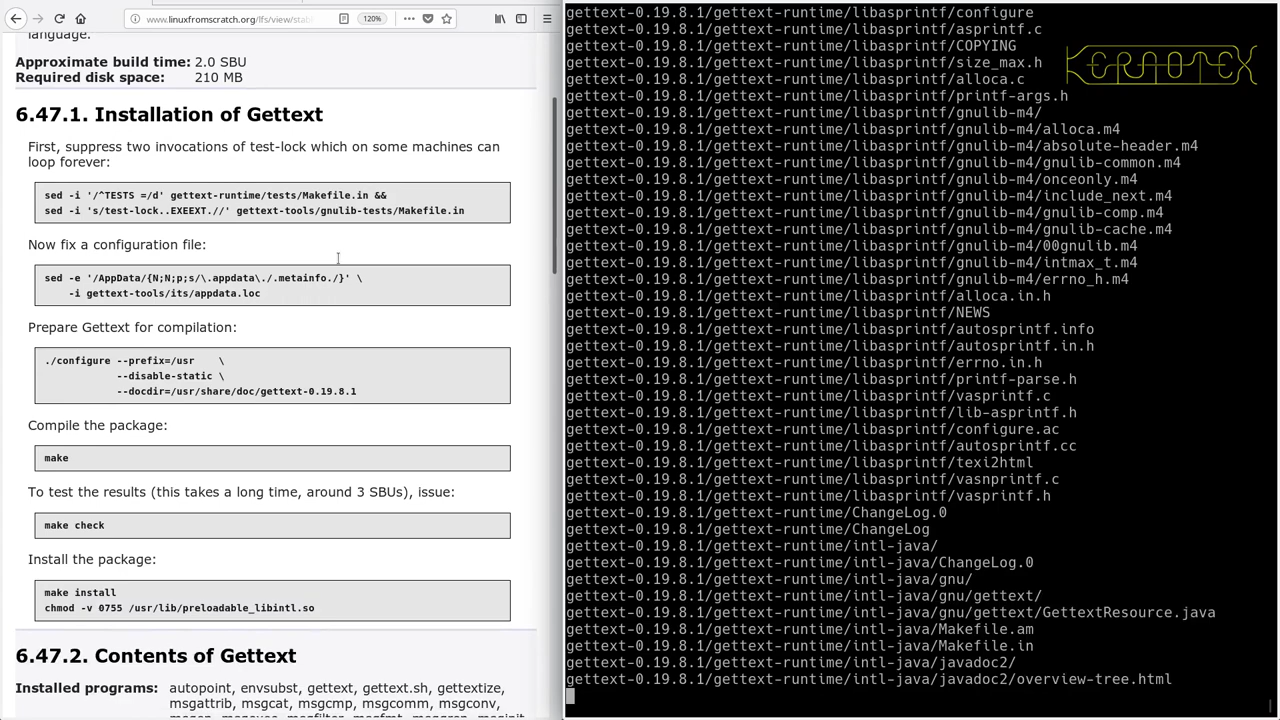 www.linuxfromscratch.org/lfs/view/stabl
120%
language.
Approximate build time: 2.0 SBU
Required disk space: 210 MB
6.47.1. Installation of Gettext
First, suppress two invocations of test-lock which on some machines can
loop forever:
sed -i '/^TESTS =/d' gettext-runtime/tests/Makefile.in &&
sed -i 's/test-lock..EXEEXT.//' gettext-tools/gnulib-tests/Makefile.in
Now fix a configuration file:
sed -e '/AppData/{N;N;p;s/\.appdata\./.metainfo./}' \
-i gettext-tools/its/appdata.loc
Prepare Gettext for compilation:
./configure --prefix=/usr \
--disable-static \
--docdir=/usr/share/doc/gettext-0.19.8.1
Compile the package:
make
To test the results (this takes a long time, around 3 SBUs), issue:
make check
Install the package:
make install
chmod -v 0755 /usr/lib/preloadable_libintl.so
6.47.2. Contents of Gettext
Installed programs: autopoint, envsubst, gettext, gettext.sh, gettextize,
msgattrib, msgcat, msgcmp, msgcomm, msgconv,
gettext-0.19.8.1/gettext-runtime/libasprintf/configure
gettext-0.19.8.1/gettext-runtime/libasprintf/asprintf.c
gettext-0.19.8.1/gettext-runtime/libasprintf/COPYING
gettext-0.19.8.1/gettext-runtime/libasprintf/size_max.h
gettext-0.19.8.1/gettext-runtime/libasprintf/alloca.c
gettext-0.19.8.1/gettext-runtime/libasprintf/printf-args.h
gettext-0.19.8.1/gettext-runtime/libasprintf/gnulib-m4/
gettext-0.19.8.1/gettext-runtime/libasprintf/gnulib-m4/alloca.m4
gettext-0.19.8.1/gettext-runtime/libasprintf/gnulib-m4/absolute-header.m4
gettext-0.19.8.1/gettext-runtime/libasprintf/gnulib-m4/gnulib-common.m4
gettext-0.19.8.1/gettext-runtime/libasprintf/gnulib-m4/onceonly.m4
gettext-0.19.8.1/gettext-runtime/libasprintf/gnulib-m4/include_next.m4
gettext-0.19.8.1/gettext-runtime/libasprintf/gnulib-m4/gnulib-comp.m4
gettext-0.19.8.1/gettext-runtime/libasprintf/gnulib-m4/gnulib-cache.m4
gettext-0.19.8.1/gettext-runtime/libasprintf/gnulib-m4/00gnulib.m4
gettext-0.19.8.1/gettext-runtime/libasprintf/gnulib-m4/intmax_t.m4
gettext-0.19.8.1/gettext-runtime/libasprintf/gnulib-m4/errno_h.m4
gettext-0.19.8.1/gettext-runtime/libasprintf/alloca.in.h
gettext-0.19.8.1/gettext-runtime/libasprintf/NEWS
gettext-0.19.8.1/gettext-runtime/libasprintf/autosprintf.info
gettext-0.19.8.1/gettext-runtime/libasprintf/autosprintf.in.h
gettext-0.19.8.1/gettext-runtime/libasprintf/errno.in.h
gettext-0.19.8.1/gettext-runtime/libasprintf/printf-parse.h
gettext-0.19.8.1/gettext-runtime/libasprintf/vasprintf.c
gettext-0.19.8.1/gettext-runtime/libasprintf/lib-asprintf.h
gettext-0.19.8.1/gettext-runtime/libasprintf/configure.ac
gettext-0.19.8.1/gettext-runtime/libasprintf/autosprintf.cc
gettext-0.19.8.1/gettext-runtime/libasprintf/texi2html
gettext-0.19.8.1/gettext-runtime/libasprintf/vasnprintf.c
gettext-0.19.8.1/gettext-runtime/libasprintf/vasprintf.h
gettext-0.19.8.1/gettext-runtime/ChangeLog.0
gettext-0.19.8.1/gettext-runtime/ChangeLog
gettext-0.19.8.1/gettext-runtime/intl-java/
gettext-0.19.8.1/gettext-runtime/intl-java/ChangeLog.0
gettext-0.19.8.1/gettext-runtime/intl-java/gnu/
gettext-0.19.8.1/gettext-runtime/intl-java/gnu/gettext/
gettext-0.19.8.1/gettext-runtime/intl-java/gnu/gettext/GettextResource.java
gettext-0.19.8.1/gettext-runtime/intl-java/Makefile.am
gettext-0.19.8.1/gettext-runtime/intl-java/Makefile.in
gettext-0.19.8.1/gettext-runtime/intl-java/javadoc2/
gettext-0.19.8.1/gettext-runtime/intl-java/javadoc2/overview-tree.html